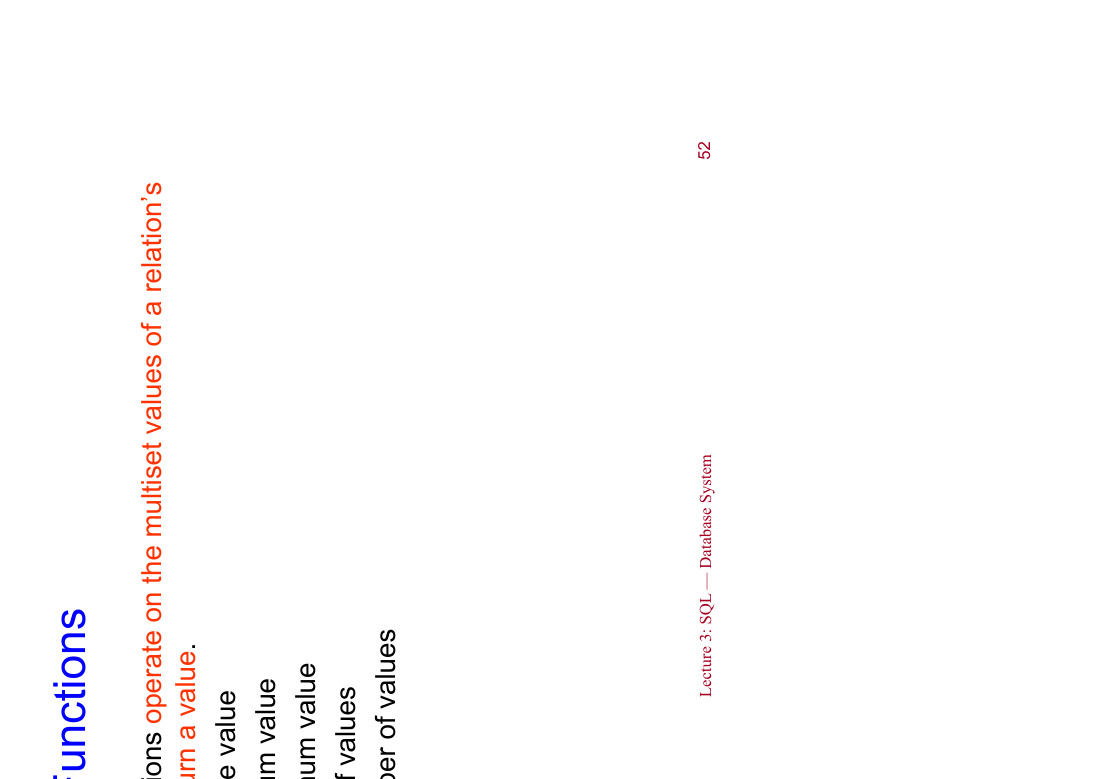 Functions
ions operate on the multiset values of a relation’s
urn a value.
e value
um value
num value
f values
ber of values
Lecture 3: SQL — Database System
52